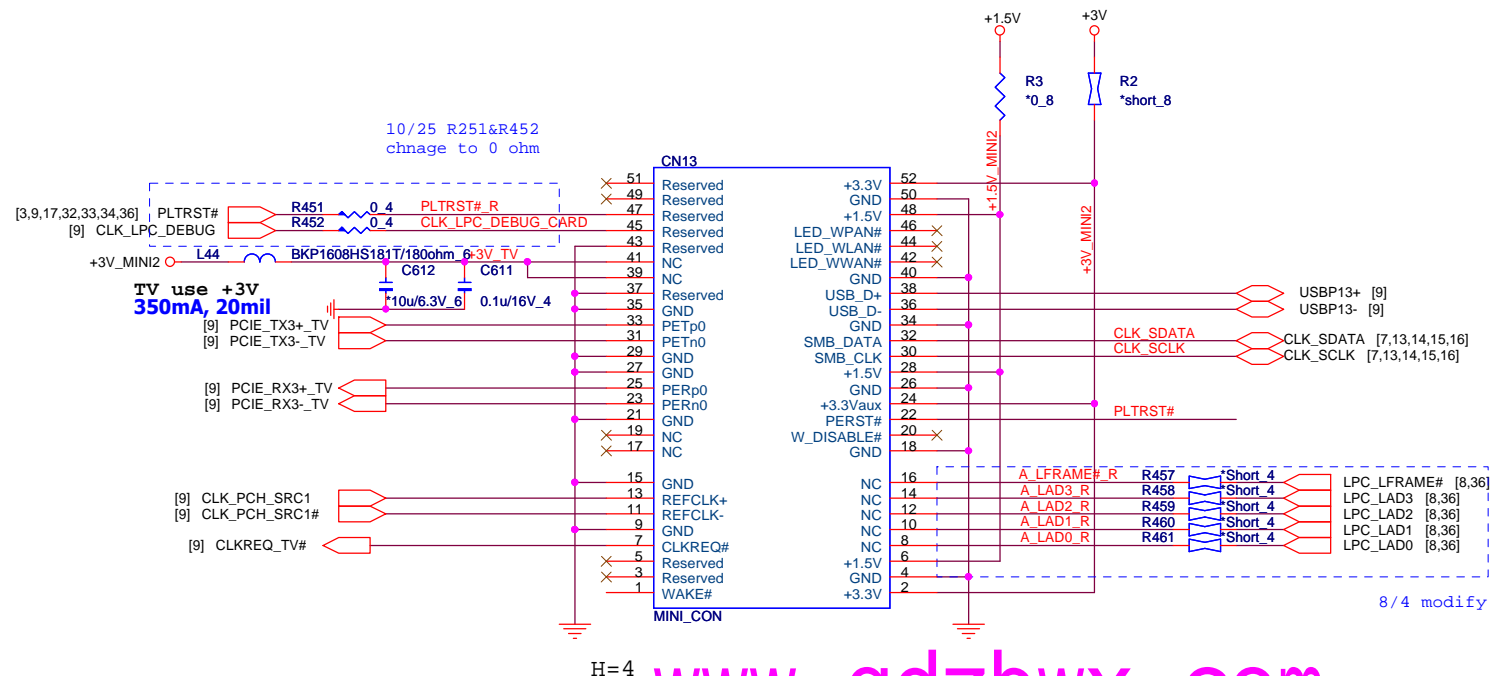 +1.5V +3V
R3 R2
*0_8 *short_8
10/25 R251&R452
chnage to 0 ohm
+1.5V_MINI2
+3V_MINI2
CN13
51 Reserved +3.3V 52
49 Reserved GND 50
[3,9,17,32,33,34,36] PLTRST# R451 0_4 PLTRST#_R 47 Reserved +1.5V 48
[9] CLK_LPC_DEBUG R452 0_4 CLK_LPC_DEBUG_CARD 45 Reserved LED_WPAN# 46
43 Reserved LED_WLAN# 44
+3V_MINI2 L44 BKP1608HS181T/180ohm_6 +3V_TV 41 NC LED_WWAN# 42
C612 C611 39 NC GND 40
TV use +3V
*10u/6.3V_6 0.1u/16V_4
350mA, 20mil
37 Reserved USB_D+ 38 USBP13+ [9]
35 GND USB_D- 36 USBP13- [9]
[9] PCIE_TX3+_TV 33 PETp0 GND 34
[9] PCIE_TX3-_TV 31 PETn0 SMB_DATA 32 CLK_SDATA CLK_SDATA [7,13,14,15,16]
29 GND SMB_CLK 30 CLK_SCLK CLK_SCLK [7,13,14,15,16]
27 GND +1.5V 28
[9] PCIE_RX3+_TV 25 PERp0 GND 26
[9] PCIE_RX3-_TV 23 PERn0 +3.3Vaux 24
21 GND PERST# 22 PLTRST#
19 NC W_DISABLE# 20
17 NC GND 18
15 GND NC 16 A_LFRAME#_R R457 *Short_4 LPC_LFRAME# [8,36]
[9] CLK_PCH_SRC1 13 REFCLK+ NC 14 A_LAD3_R R458 *Short_4 LPC_LAD3 [8,36]
[9] CLK_PCH_SRC1# 11 REFCLK- NC 12 A_LAD2_R R459 *Short_4 LPC_LAD2 [8,36]
9 GND NC 10 A_LAD1_R R460 *Short_4 LPC_LAD1 [8,36]
[9] CLKREQ_TV# 7 CLKREQ# NC 8 A_LAD0_R R461 *Short_4 LPC_LAD0 [8,36]
5 Reserved +1.5V 6
3 Reserved GND 4
1 WAKE# +3.3V 2
MINI_CON
8/4 modify
H=4